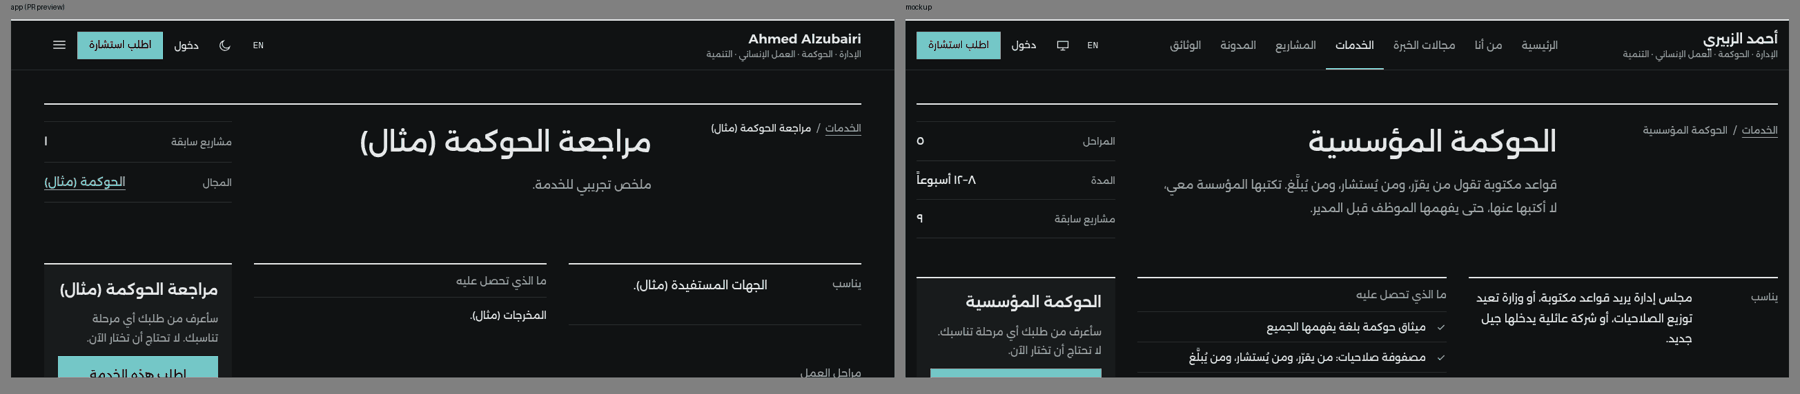 app (PR preview)
Ahmed Alzubairi
الإدارة · الحوكمة · العمل الإنساني · التنمية
EN
دخول
اطلب استشارة
الخدمات / مراجعة الحوكمة (مثال)
مراجعة الحوكمة (مثال)
ملخص تجريبي للخدمة.
مشاريع سابقة ١
المجال الحوكمة (مثال)
يناسب
الجهات المستفيدة (مثال).
ما الذي تحصل عليه
المخرجات (مثال).
مراحل العمل
مراجعة الحوكمة (مثال)
سأعرف من طلبك أي مرحلة
تناسبك. لا تحتاج أن تختار الآن.
اطلب هذه الخدمة
mockup
أحمد الزبيري
الإدارة · الحوكمة · العمل الإنساني · التنمية
الرئيسية من أنا مجالات الخبرة الخدمات المشاريع المدونة الوثائق
EN
دخول
اطلب استشارة
الخدمات / الحوكمة المؤسسية
الحوكمة المؤسسية
قواعد مكتوبة تقول من يقرّر، ومن يُستشار، ومن يُبلَّغ. تكتبها المؤسسة معي،
لا أكتبها عنها، حتى يفهمها الموظف قبل المدير.
المراحل ٥
المدة ٨–١٢ أسبوعاً
مشاريع سابقة ٩
يناسب
مجلس إدارة يريد قواعد مكتوبة، أو وزارة تعيد
توزيع الصلاحيات، أو شركة عائلية يدخلها جيل
جديد.
ما الذي تحصل عليه
ميثاق حوكمة بلغة يفهمها الجميع
مصفوفة صلاحيات: من يقرّر، ومن يُستشار، ومن يُبلَّغ
الحوكمة المؤسسية
سأعرف من طلبك أي مرحلة تناسبك.
لا تحتاج أن تختار الآن.